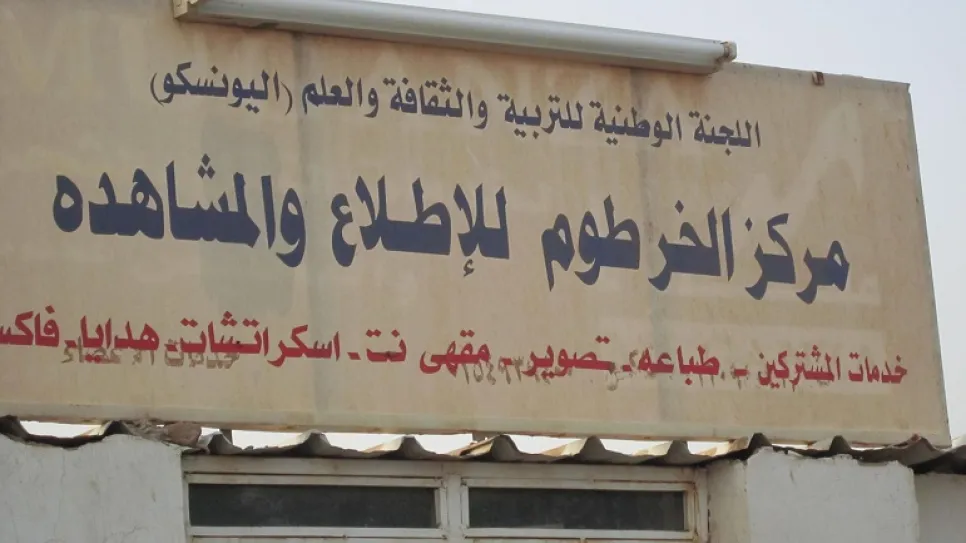 اللجنة الوطنية للتربية والثقافة والعلم (اليونسكو)
مركز الخرطوم للإطلاع والمشاهده
خدمات المشتركين - طباعه - تصوير - مقهى نت - اسكراتشات - هدايا - فاكس